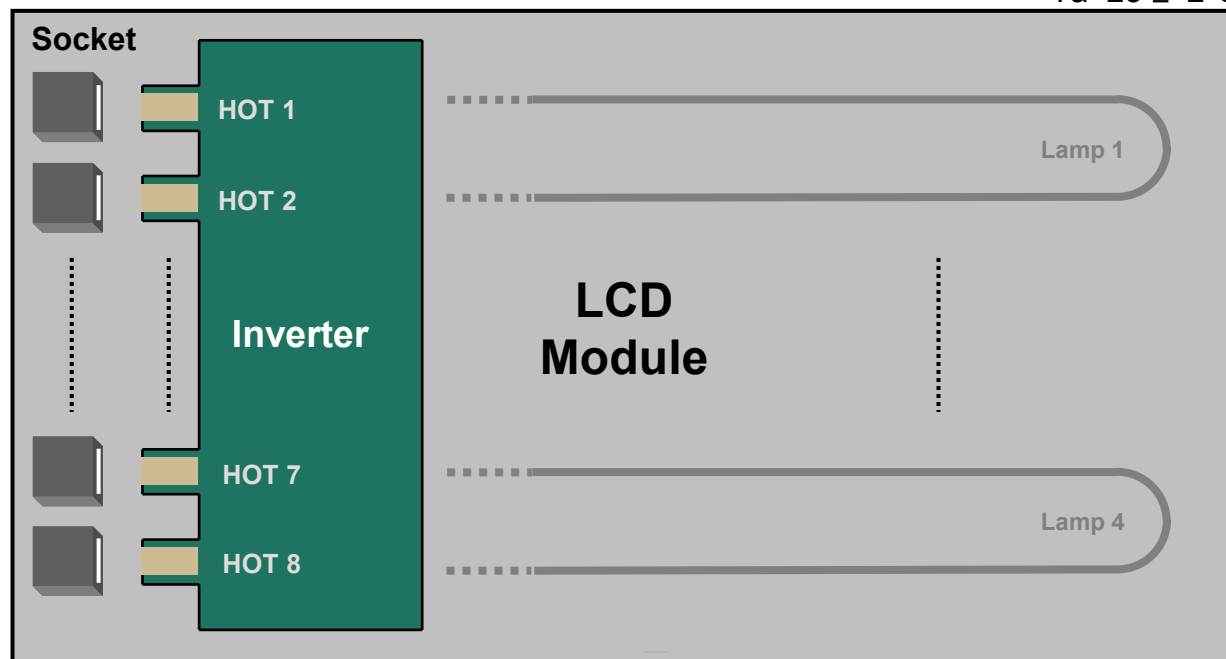 Socket
HOT 1
Lamp 1
HOT 2
LCD
Module
Inverter
HOT 7
Lamp 4
HOT 8